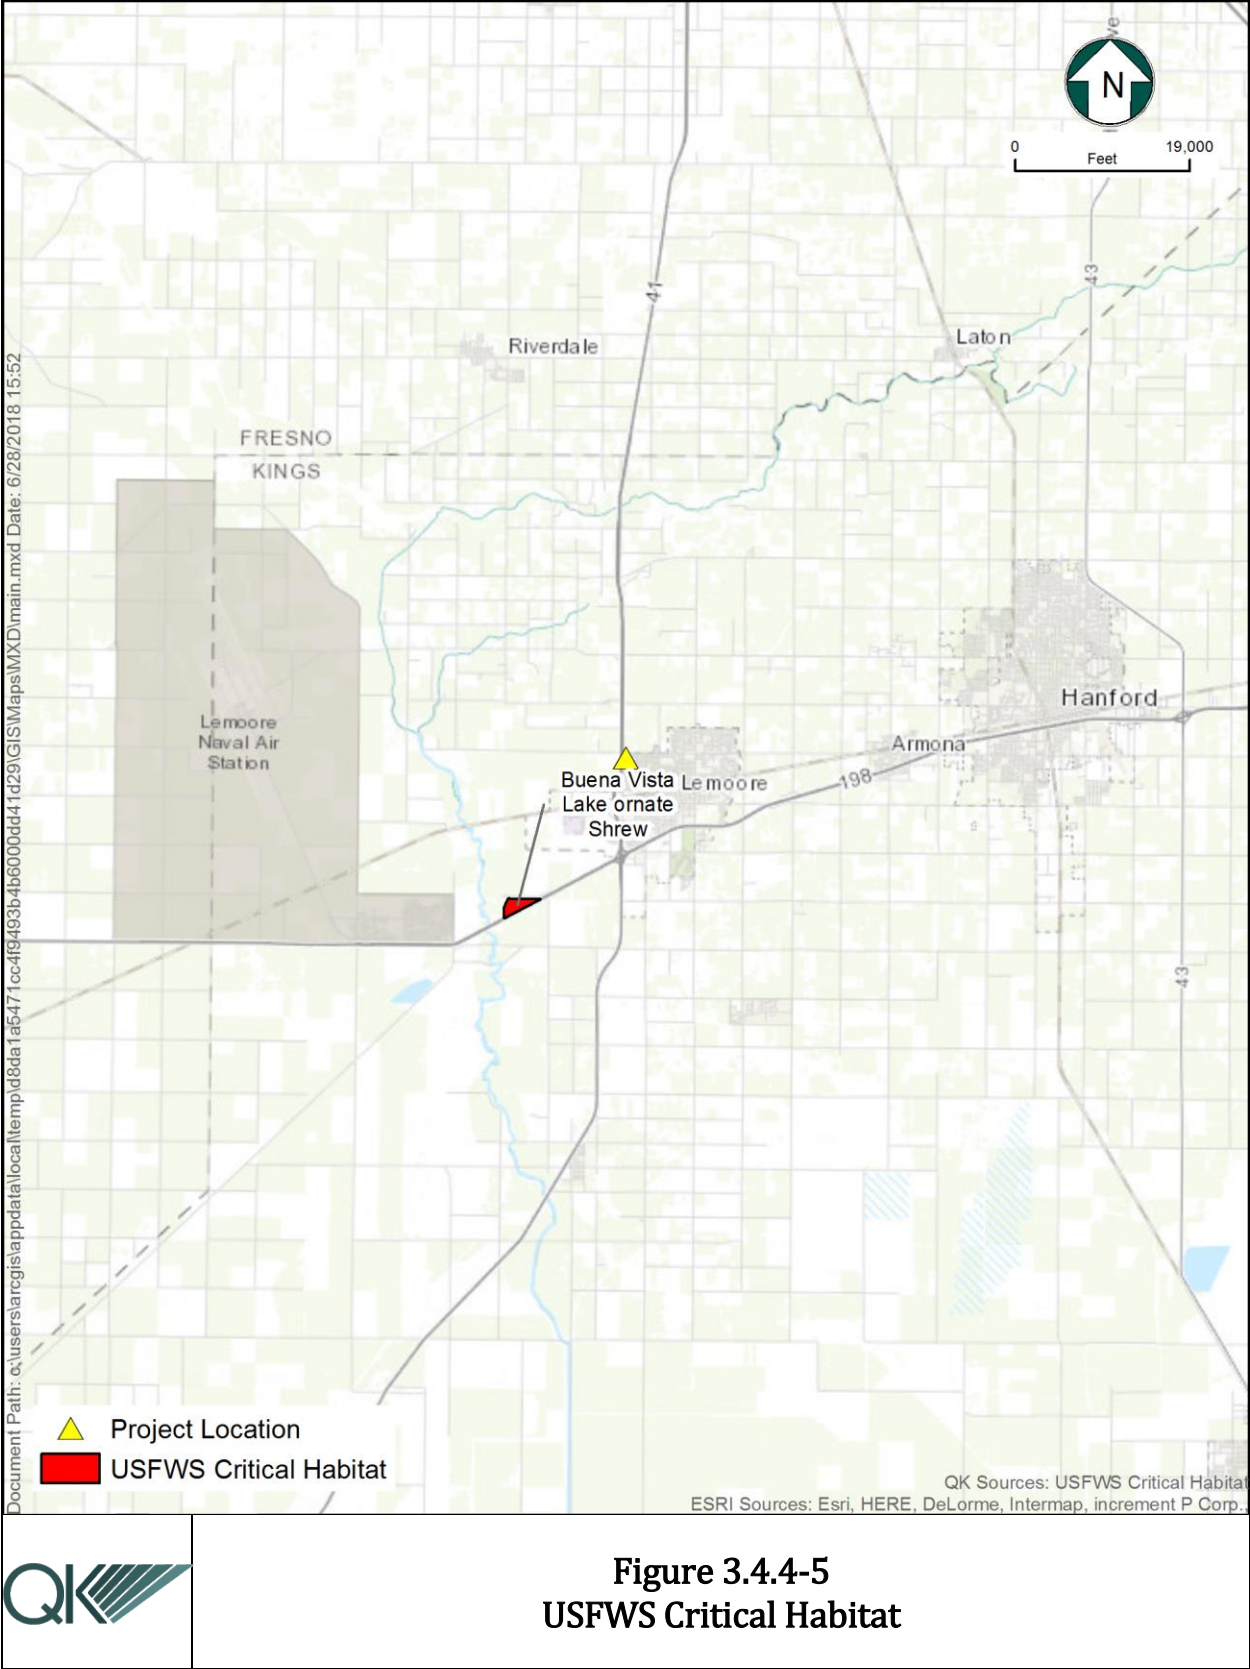 ve
N
0 19,000
Feet
43
41
Laton
Riverdale
FRESNO
KINGS
Hanford
Lemoore
Naval Air
Station
Armona
198
Lemoore
Buena Vista
Lake ornate
Shrew
43
Document Path: c:\users\arcgis\appdata\local\temp\d8da1a5471cc4f9493b4b6000dd41d29\GIS\Maps\MXD\main.mxd Date: 6/28/2018 15:52
Project Location
USFWS Critical Habitat
QK Sources: USFWS Critical Habitat
ESRI Sources: Esri, HERE, DeLorme, Intermap, increment P Corp.,
QK
Figure 3.4.4-5
USFWS Critical Habitat